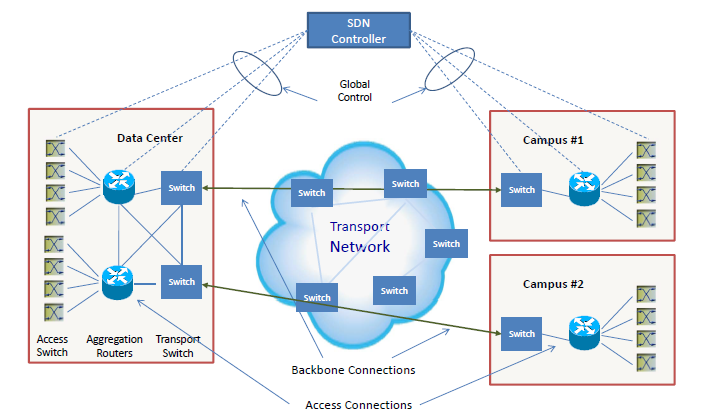 SDN
Controller
Global
Control
Data Center
Campus #1
Switch
Switch
Switch
Switch
Transport
Network
Switch
Switch
Switch
Switch
Campus #2
Switch
Access
Switch
Aggregation
Routers
Transport
Switch
Backbone Connections
Access Connections